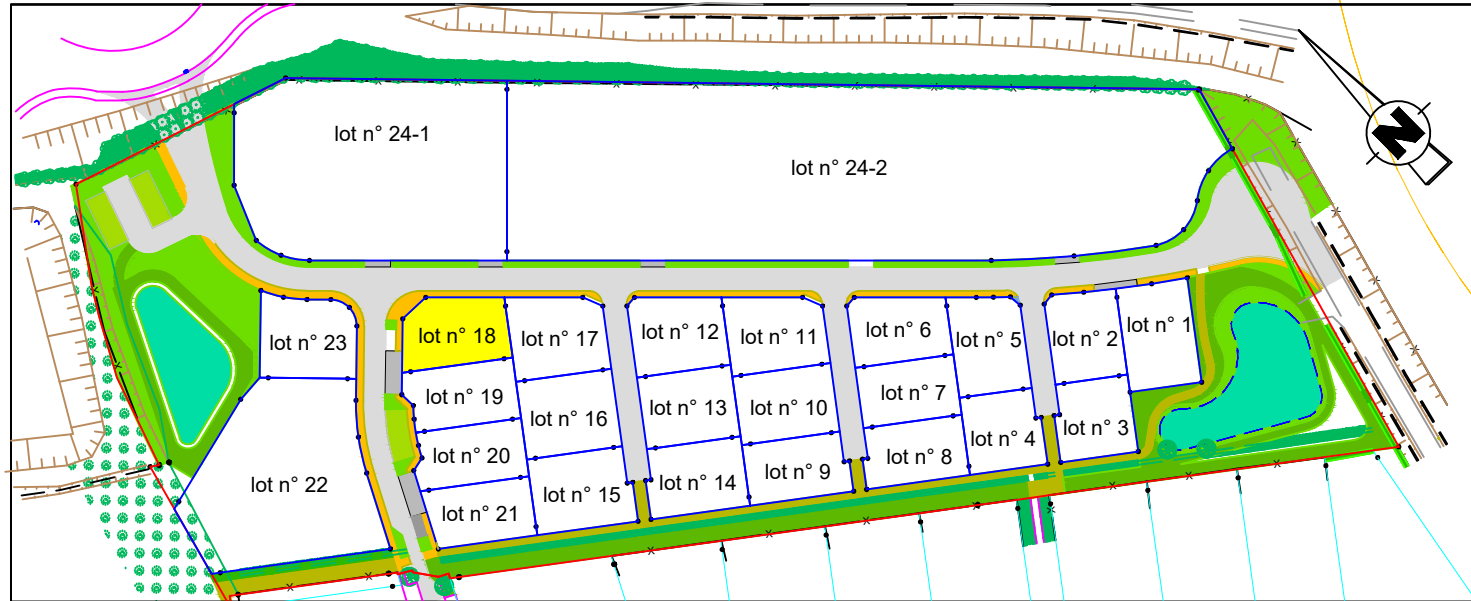 lot n° 24-1
lot n° 24-2
N
lot n° 18
lot n° 17
lot n° 12
lot n° 11
lot n° 6
lot n° 5
lot n° 2
lot n° 1
lot n° 23
lot n° 19
lot n° 16
lot n° 13
lot n° 10
lot n° 7
lot n° 4
lot n° 3
lot n° 20
lot n° 22
lot n° 21
lot n° 15
lot n° 14
lot n° 9
lot n° 8